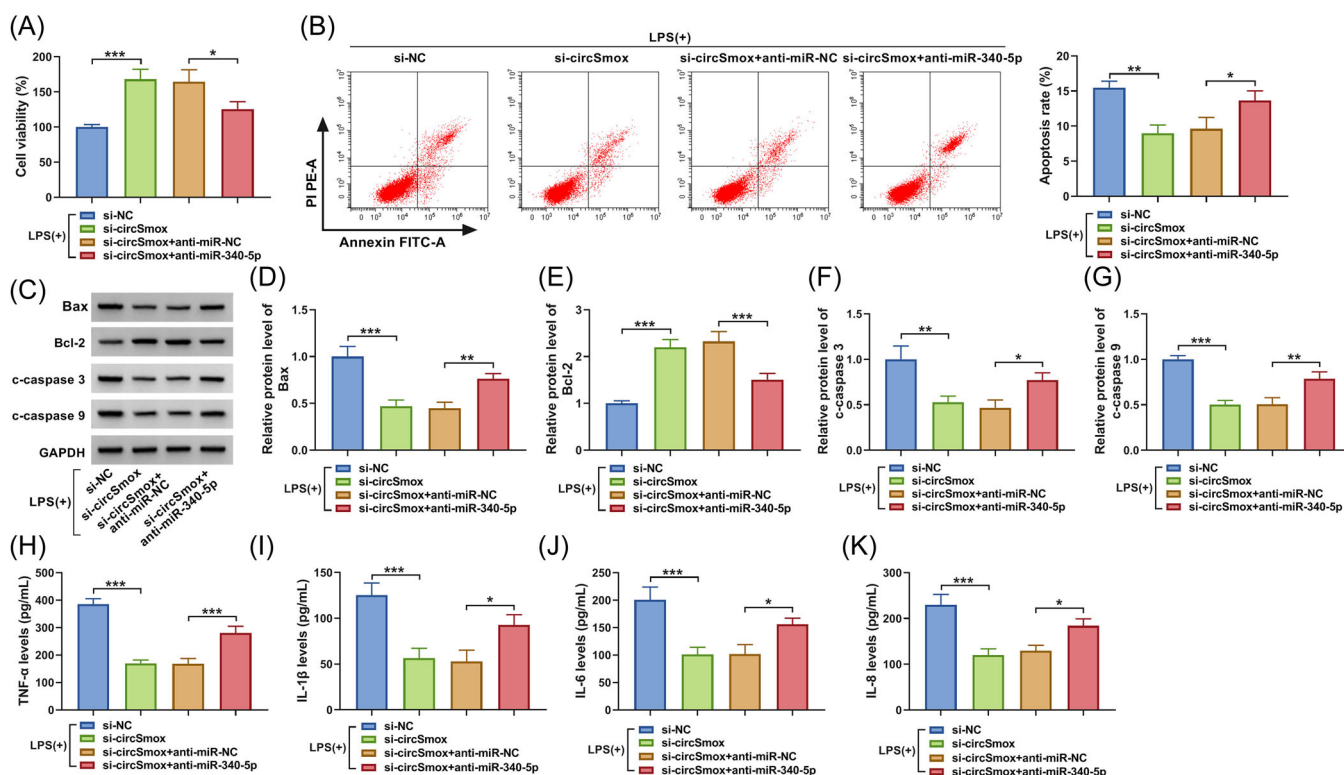 (A)
Cell viability (%)
200
150
100
50
0
***
*
LPS(+)
si-NC
si-circSmox
si-circSmox+anti-miR-NC
si-circSmox+anti-miR-340-5p
(B)
LPS(+)
si-NC
si-circSmox
si-circSmox+anti-miR-NC
si-circSmox+anti-miR-340-5p
PI PE-A
Annexin FITC-A
Apoptosis rate (%)
20
15
10
5
0
**
*
LPS(+)
si-NC
si-circSmox
si-circSmox+anti-miR-NC
si-circSmox+anti-miR-340-5p
(C)
Bax
Bcl-2
c-caspase 3
c-caspase 9
GAPDH
LPS(+)
si-NC
si-circSmox
si-circSmox+
anti-miR-NC
si-circSmox+
anti-miR-340-5p
(D)
Relative protein level of
Bax
1.5
1.0
0.5
0.0
***
**
LPS(+)
si-NC
si-circSmox
si-circSmox+anti-miR-NC
si-circSmox+anti-miR-340-5p
(E)
Relative protein level of
Bcl-2
3
2
1
0
***
***
LPS(+)
si-NC
si-circSmox
si-circSmox+anti-miR-NC
si-circSmox+anti-miR-340-5p
(F)
Relative protein level of
c-caspase 3
1.5
1.0
0.5
0.0
**
*
LPS(+)
si-NC
si-circSmox
si-circSmox+anti-miR-NC
si-circSmox+anti-miR-340-5p
(G)
Relative protein level of
c-caspase 9
1.5
1.0
0.5
0.0
***
**
LPS(+)
si-NC
si-circSmox
si-circSmox+anti-miR-NC
si-circSmox+anti-miR-340-5p
(H)
TNF-α levels (pg/mL)
500
400
300
200
100
0
***
***
LPS(+)
si-NC
si-circSmox
si-circSmox+anti-miR-NC
si-circSmox+anti-miR-340-5p
(I)
IL-1β levels (pg/mL)
150
100
50
0
***
*
LPS(+)
si-NC
si-circSmox
si-circSmox+anti-miR-NC
si-circSmox+anti-miR-340-5p
(J)
IL-6 levels (pg/mL)
250
200
150
100
50
0
***
*
LPS(+)
si-NC
si-circSmox
si-circSmox+anti-miR-NC
si-circSmox+anti-miR-340-5p
(K)
IL-8 levels (pg/mL)
300
200
100
0
***
*
LPS(+)
si-NC
si-circSmox
si-circSmox+anti-miR-NC
si-circSmox+anti-miR-340-5p